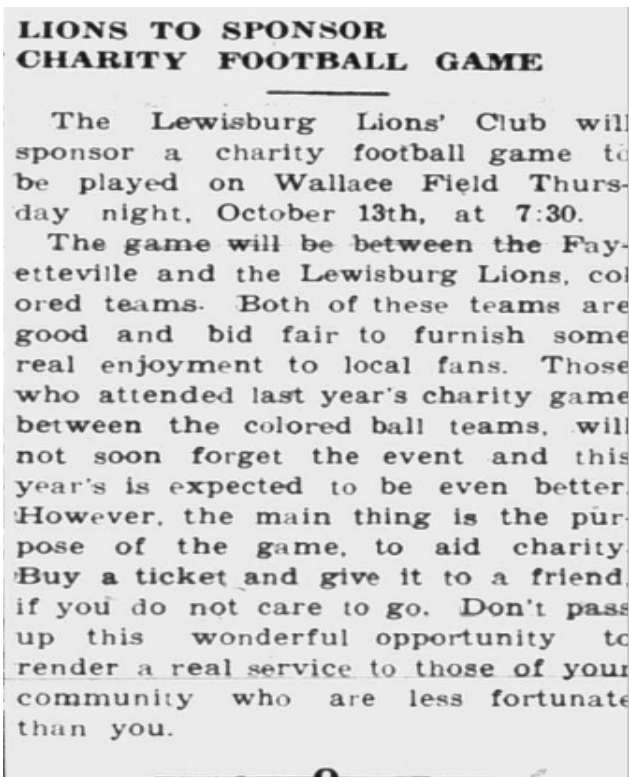 LIONS TO SPONSOR
CHARITY FOOTBALL GAME
The Lewisburg Lions' Club will
sponsor a charity football game to
be played on Wallace Field Thurs-
day night, October 13th, at 7:30.
The game will be between the Fay-
etteville and the Lewisburg Lions, col
ored teams. Both of these teams are
good and bid fair to furnish some
real enjoyment to local fans. Those
who attended last year's charity game
between the colored ball teams, will
not soon forget the event and this
year's is expected to be even better.
However, the main thing is the pur-
pose of the game, to aid charity.
Buy a ticket and give it to a friend,
if you do not care to go. Don't pass
up this wonderful opportunity to
render a real service to those of your
community who are less fortunate
than you.